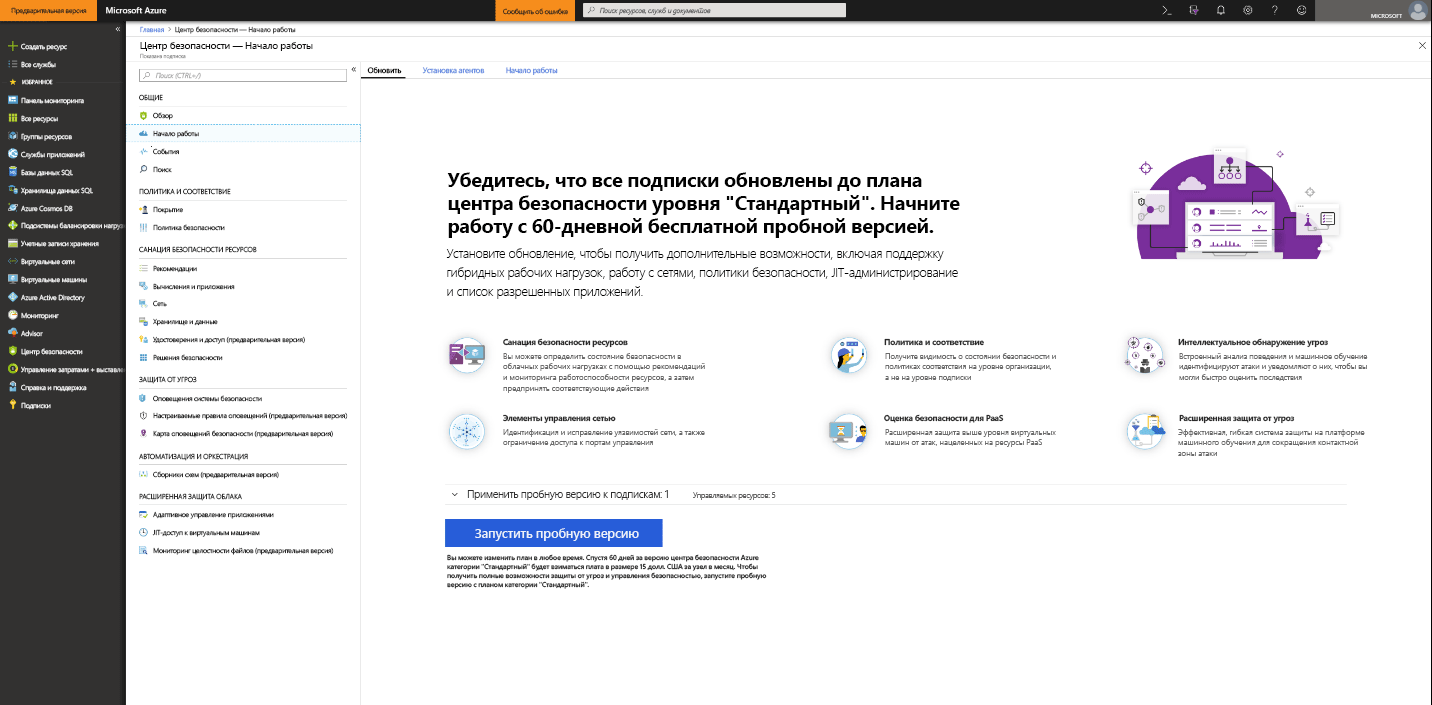 Предварительная версия
Microsoft Azure
Сообщить об ошибке
Поиск ресурсов, служб и документов
MICROSOFT
Создать ресурс
Все службы
ИЗБРАННОЕ
Панель мониторинга
Все ресурсы
Группы ресурсов
Службы приложений
Базы данных SQL
Хранилища данных SQL
Azure Cosmos DB
Подсистемы балансировки нагруз
Учетные записи хранения
Виртуальные сети
Виртуальные машины
Azure Active Directory
Мониторинг
Advisor
Центр безопасности
Управление затратами + выставле
Справка и поддержка
Подписки
Главная > Центр безопасности — Начало работы
Центр безопасности — Начало работы
Показана подписка
Поиск (CTRL+/)
ОБЩИЕ
Обзор
Начало работы
События
Поиск
ПОЛИТИКА И СООТВЕТСТВИЕ
Покрытие
Политика безопасности
САНАЦИЯ БЕЗОПАСНОСТИ РЕСУРСОВ
Рекомендации
Вычисления и приложения
Сеть
Хранилище и данные
Удостоверения и доступ (предварительная версия)
Решения безопасности
ЗАЩИТА ОТ УГРОЗ
Оповещения системы безопасности
Настраиваемые правила оповещений (предварительная версия)
Карта оповещений безопасности (предварительная версия)
АВТОМАТИЗАЦИЯ И ОРКЕСТРАЦИЯ
Сборники схем (предварительная версия)
РАСШИРЕННАЯ ЗАЩИТА ОБЛАКА
Адаптивное управление приложениями
JIT-доступ к виртуальным машинам
Мониторинг целостности файлов (предварительная версия)
Обновить
Установка агентов
Начало работы
Убедитесь, что все подписки обновлены до плана
центра безопасности уровня "Стандартный". Начните
работу с 60-дневной бесплатной пробной версией.
Установите обновление, чтобы получить дополнительные возможности, включая поддержку
гибридных рабочих нагрузок, работу с сетями, политики безопасности, JIT-администрирование
и список разрешенных приложений.
Санация безопасности ресурсов
Вы можете определить состояние безопасности в
облачных рабочих нагрузках с помощью рекомендаций
и мониторинга работоспособности ресурсов, а затем
предпринять соответствующие действия
Политика и соответствие
Получите видимость о состоянии безопасности и
политиках соответствия на уровне организации,
а не на уровне подписки
Интеллектуальное обнаружение угроз
Встроенный анализ поведения и машинное обучение
идентифицируют атаки и уведомляют о них, чтобы вы
могли быстро оценить последствия
Элементы управления сетью
Идентификация и исправление уязвимостей сети, а также
ограничение доступа к портам управления
Оценка безопасности для PaaS
Расширенная защита выше уровня виртуальных
машин от атак, нацеленных на ресурсы PaaS
Расширенная защита от угроз
Эффективная, гибкая система защиты на платформе
машинного обучения для сокращения контактной
зоны атаки
Применить пробную версию к подпискам: 1
Управляемых ресурсов: 5
Запустить пробную версию
Вы можете изменить план в любое время. Спустя 60 дней за версию центра безопасности Azure
категории "Стандартный" будет взиматься плата в размере 15 долл. США за узел в месяц. Чтобы
получить полные возможности защиты от угроз и управления безопасностью, запустите пробную
версию с планом категории "Стандартный".